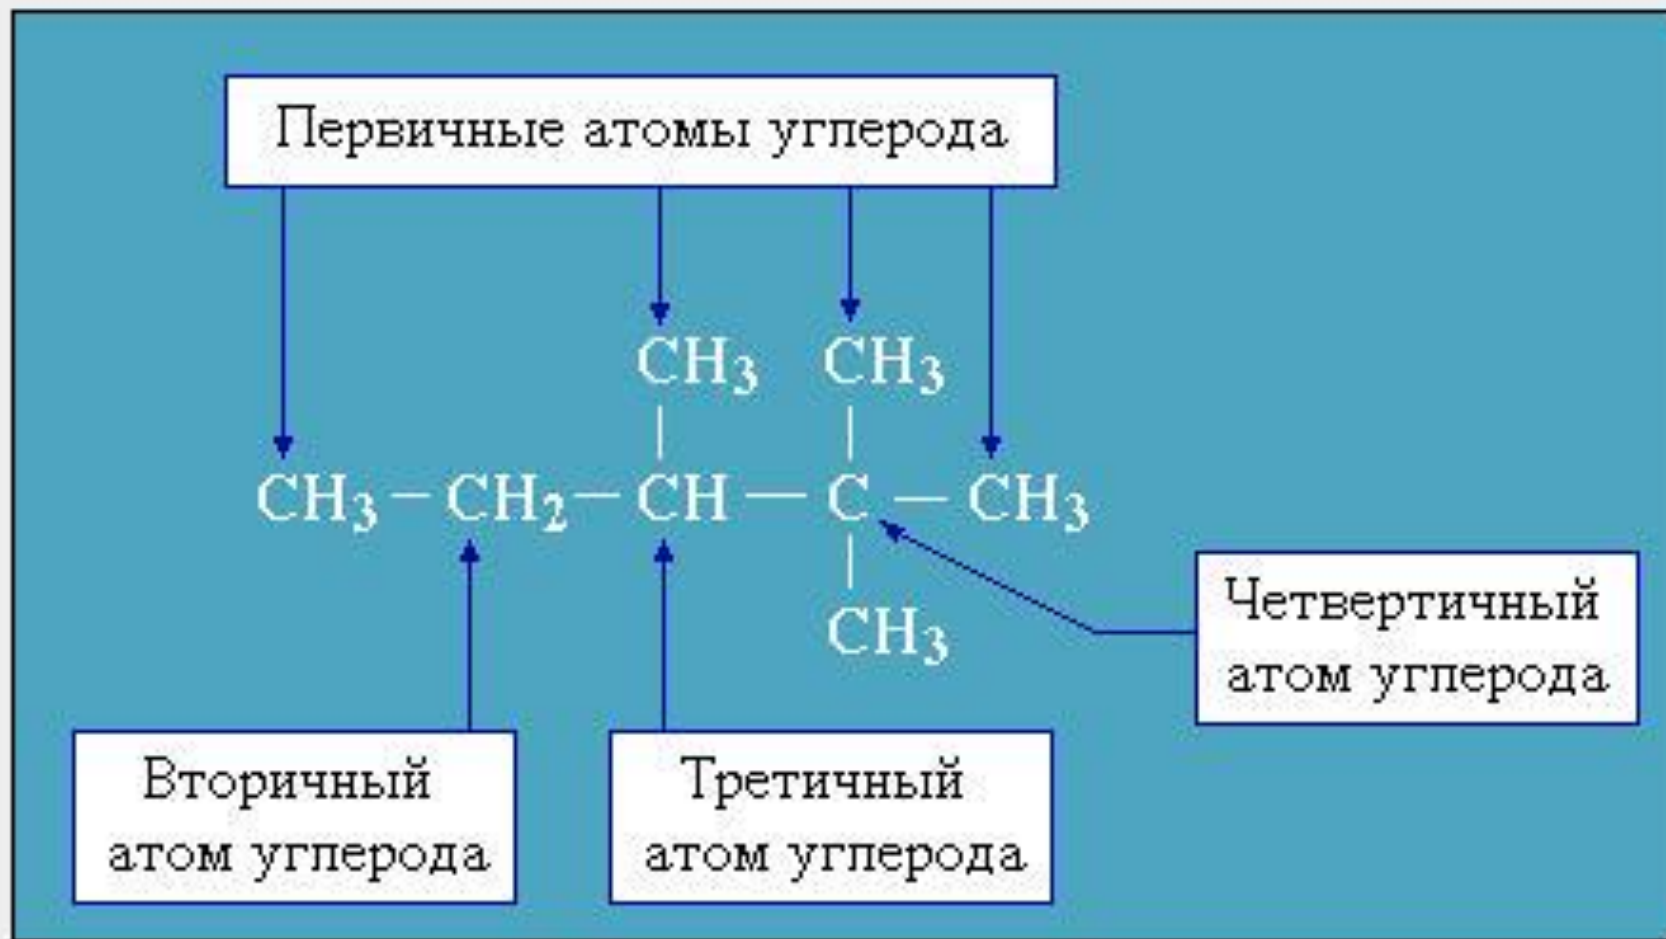 Первичные атомы углерода
CH3 CH3
CH3 – CH2 – CH – C – CH3
CH3
Четвертичный
атом углерода
Вторичный
атом углерода
Третичный
атом углерода